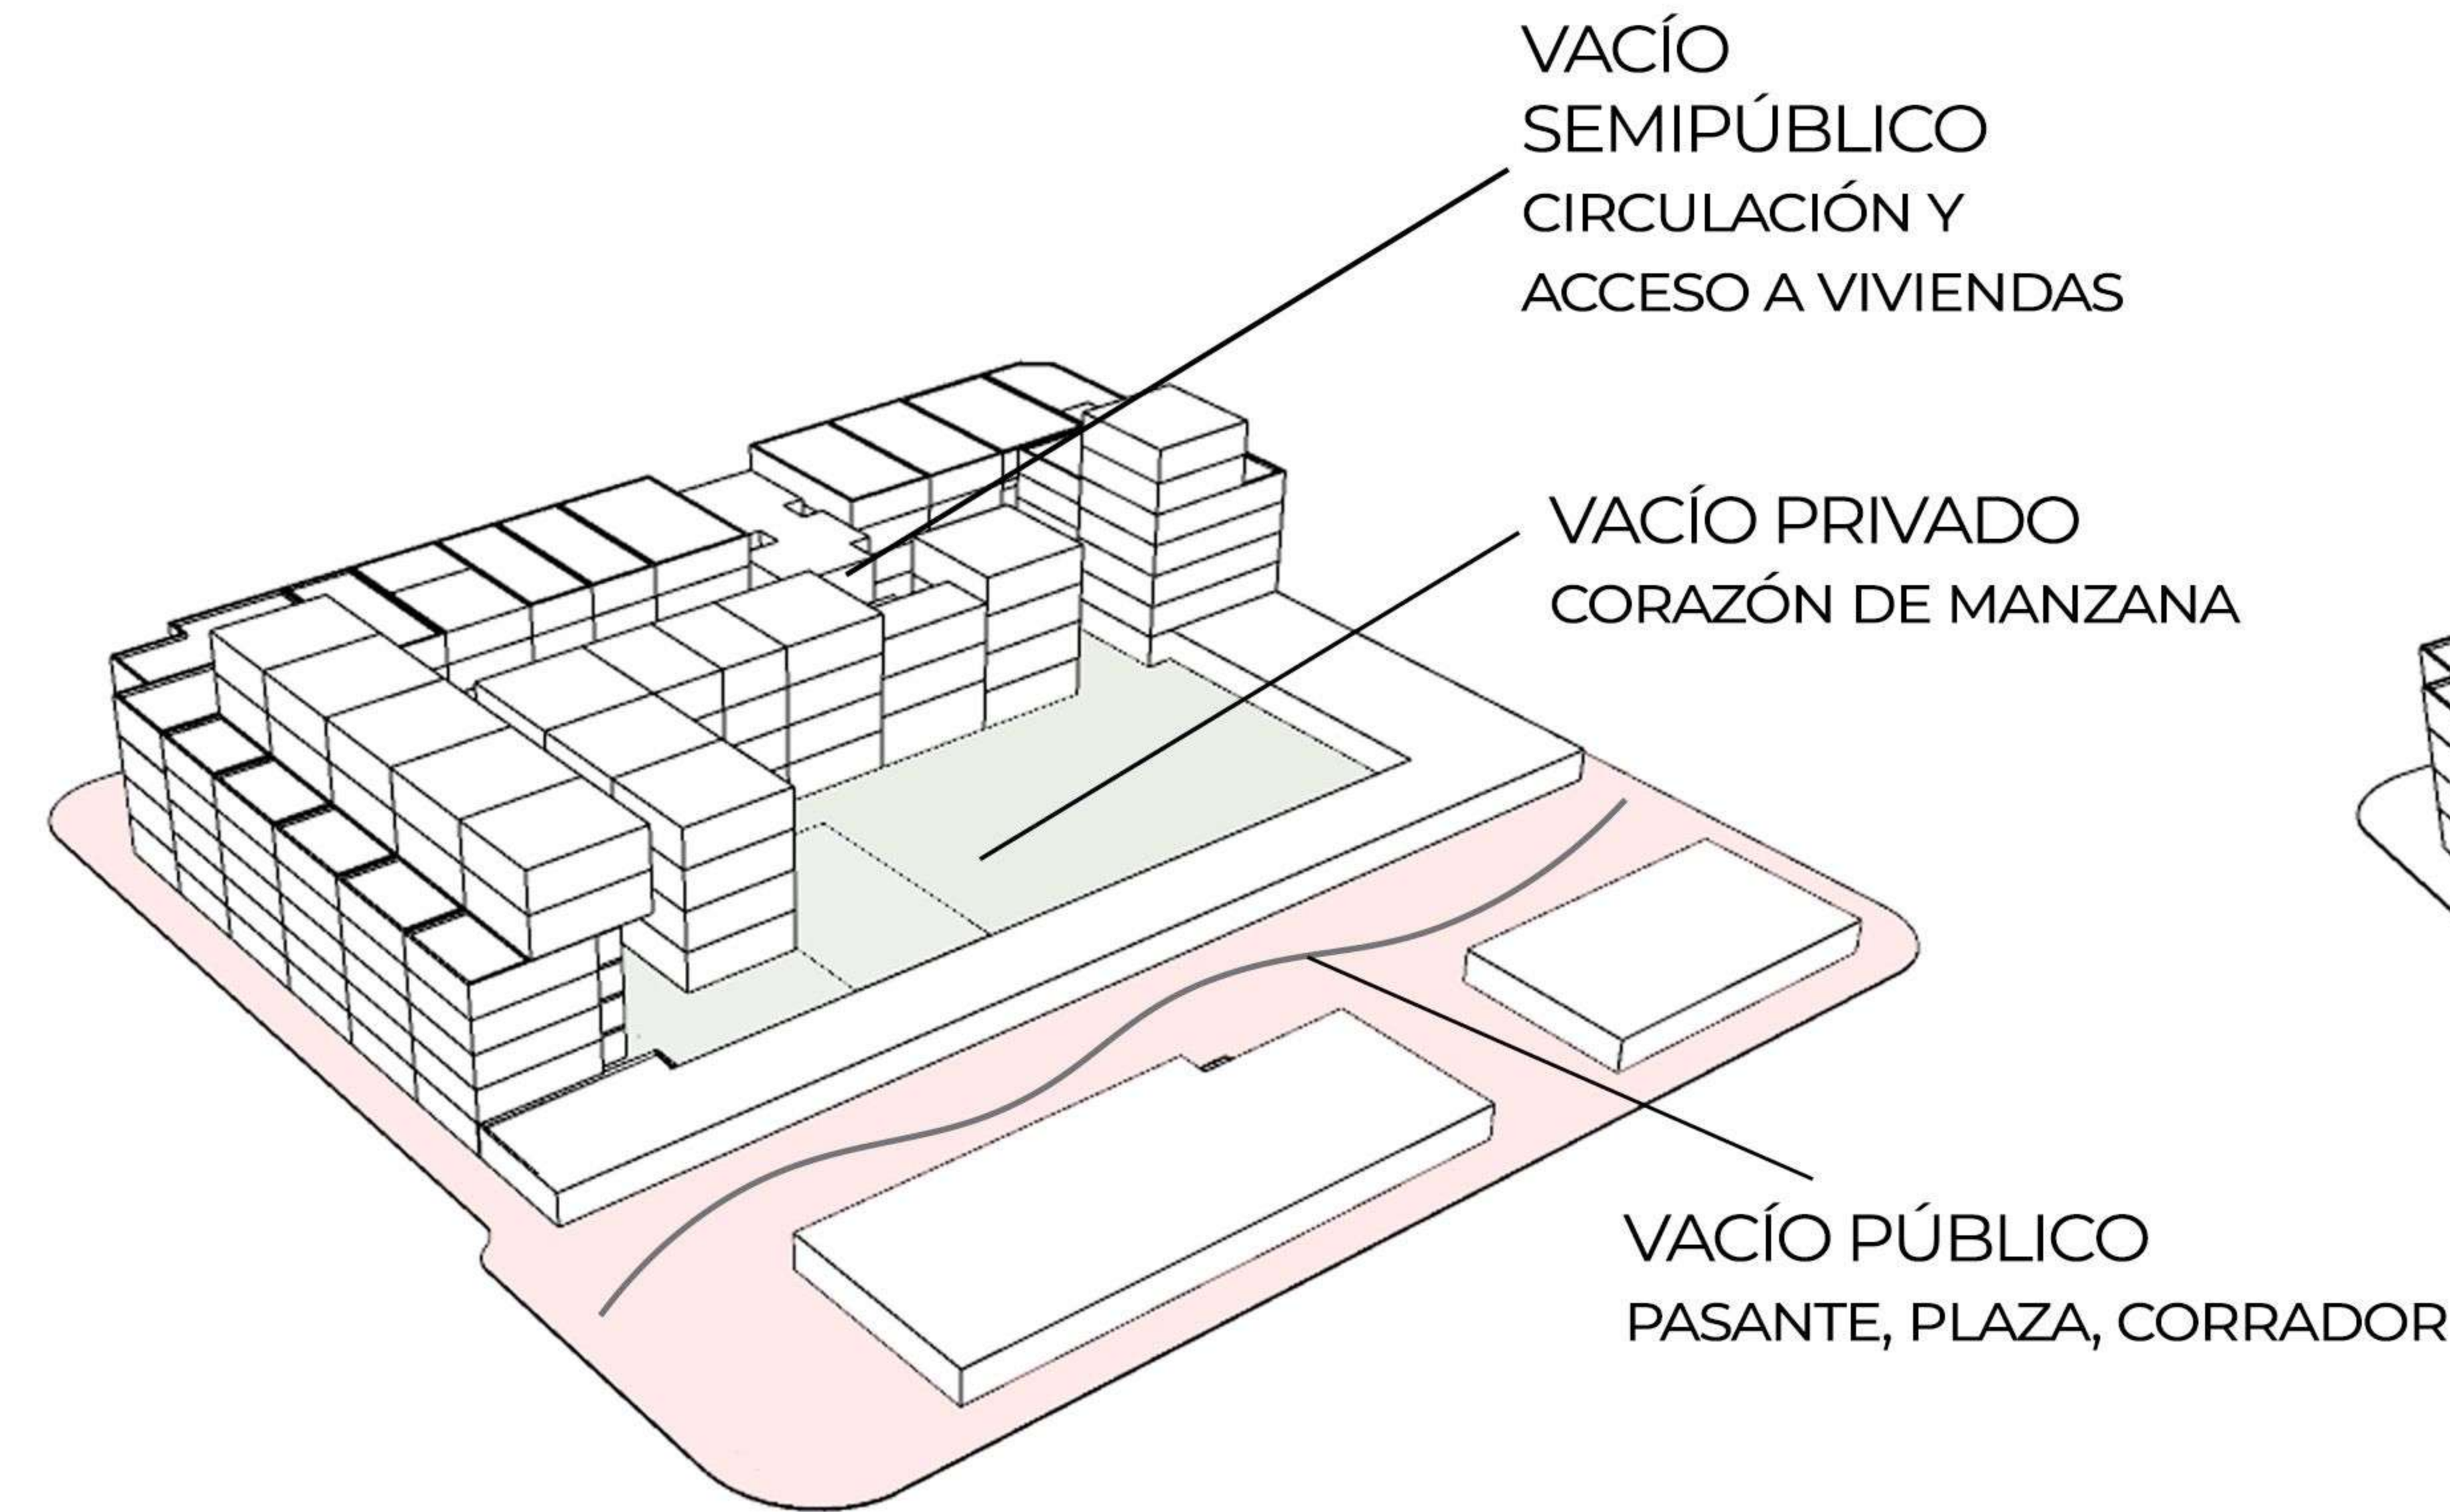 VACÍO
SEMIPÚBLICO
CIRCULACIÓN Y
ACCESO A VIVIENDAS
VACÍO PRIVADO
CORAZÓN DE MANZANA
VACÍO PÚBLICO
PASANTE, PLAZA, CORRADOR